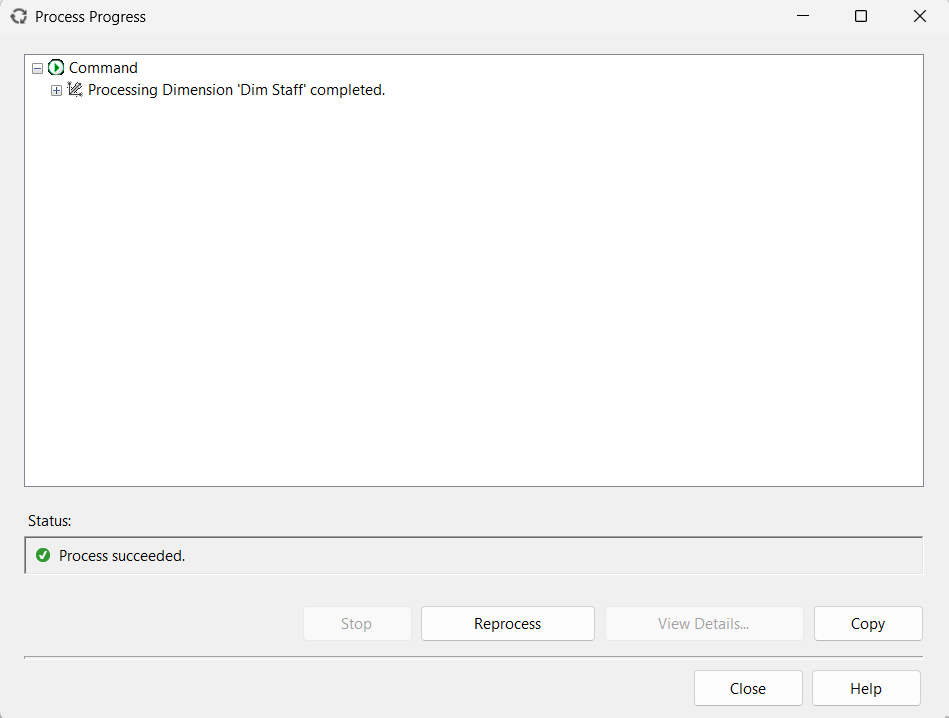 Process Progress
Command
Processing Dimension 'Dim Staff' completed.
Status:
Process succeeded.
Stop
Reprocess
View Details...
Copy
Close
Help